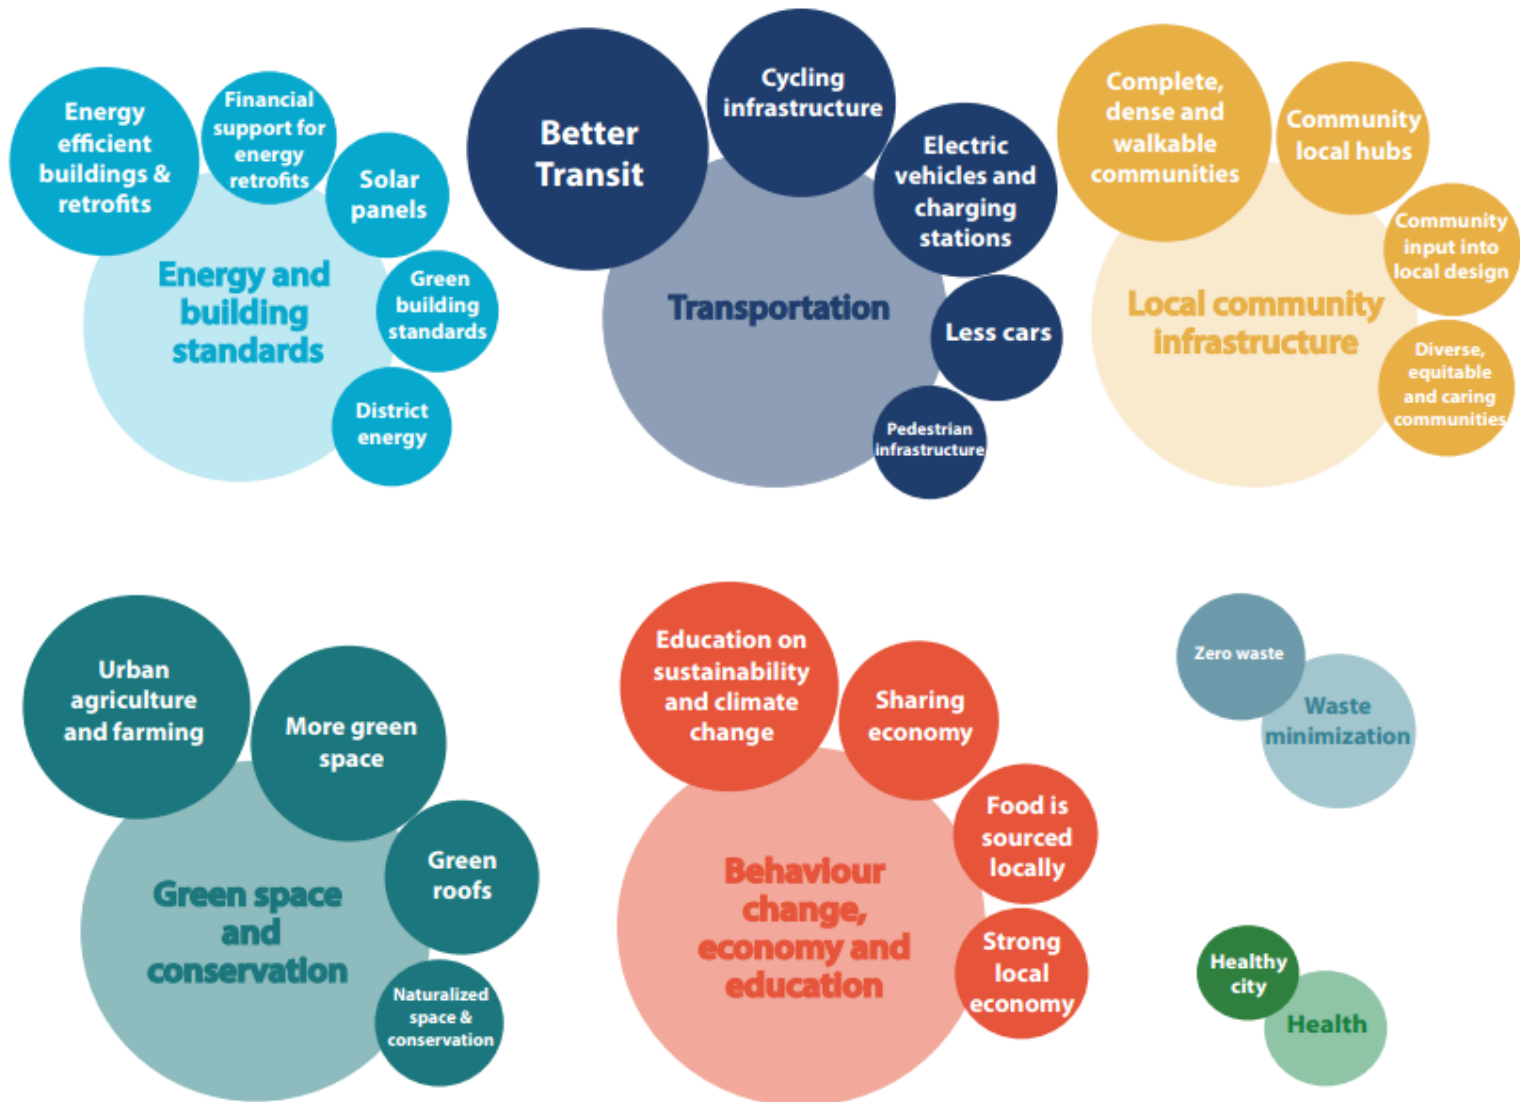 Energy
efficient
buildings &
retrofits
Financial
support for
energy
retrofits
Solar
panels
Green
building
standards
District
energy
Energy and
building
standards
Better
Transit
Cycling
infrastructure
Electric
vehicles and
charging
stations
Less cars
Pedestrian
infrastructure
Transportation
Complete,
dense and
walkable
communities
Community
local hubs
Community
input into
local design
Diverse,
equitable
and caring
communities
Local community
infrastructure
Urban
agriculture
and farming
More green
space
Green
roofs
Naturalized
space &
conservation
Green space
and
conservation
Education on
sustainability
and climate
change
Sharing
economy
Food is
sourced
locally
Strong
local
economy
Behaviour
change,
economy and
education
Zero waste
Waste
minimization
Healthy
city
Health